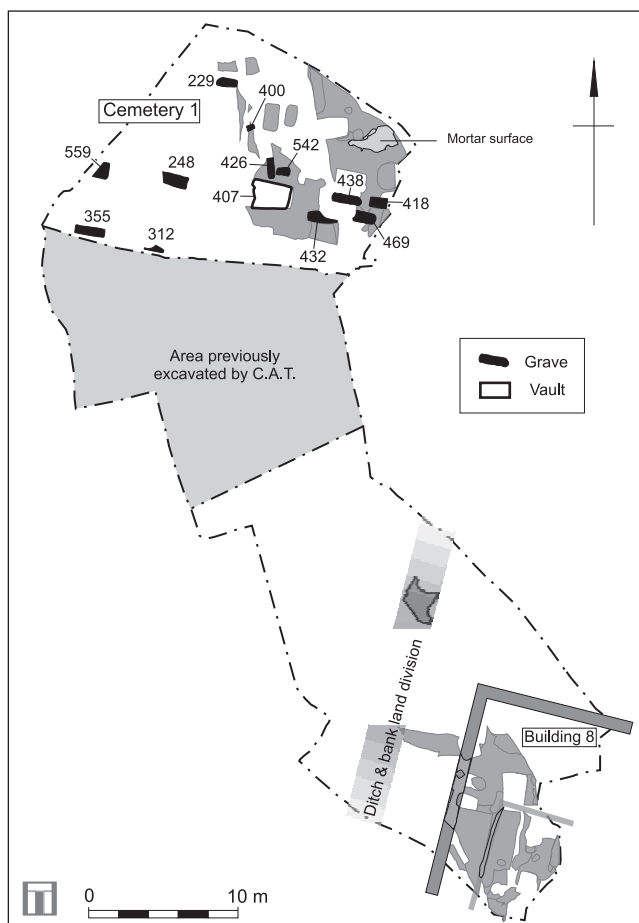 229
400
Cemetery 1
Mortar surface
559
248
426
542
438
407
418
355
312
432
469
Area previously
excavated by C.A.T.
Grave
Vault
Ditch & bank land division
Building 8
0
10 m